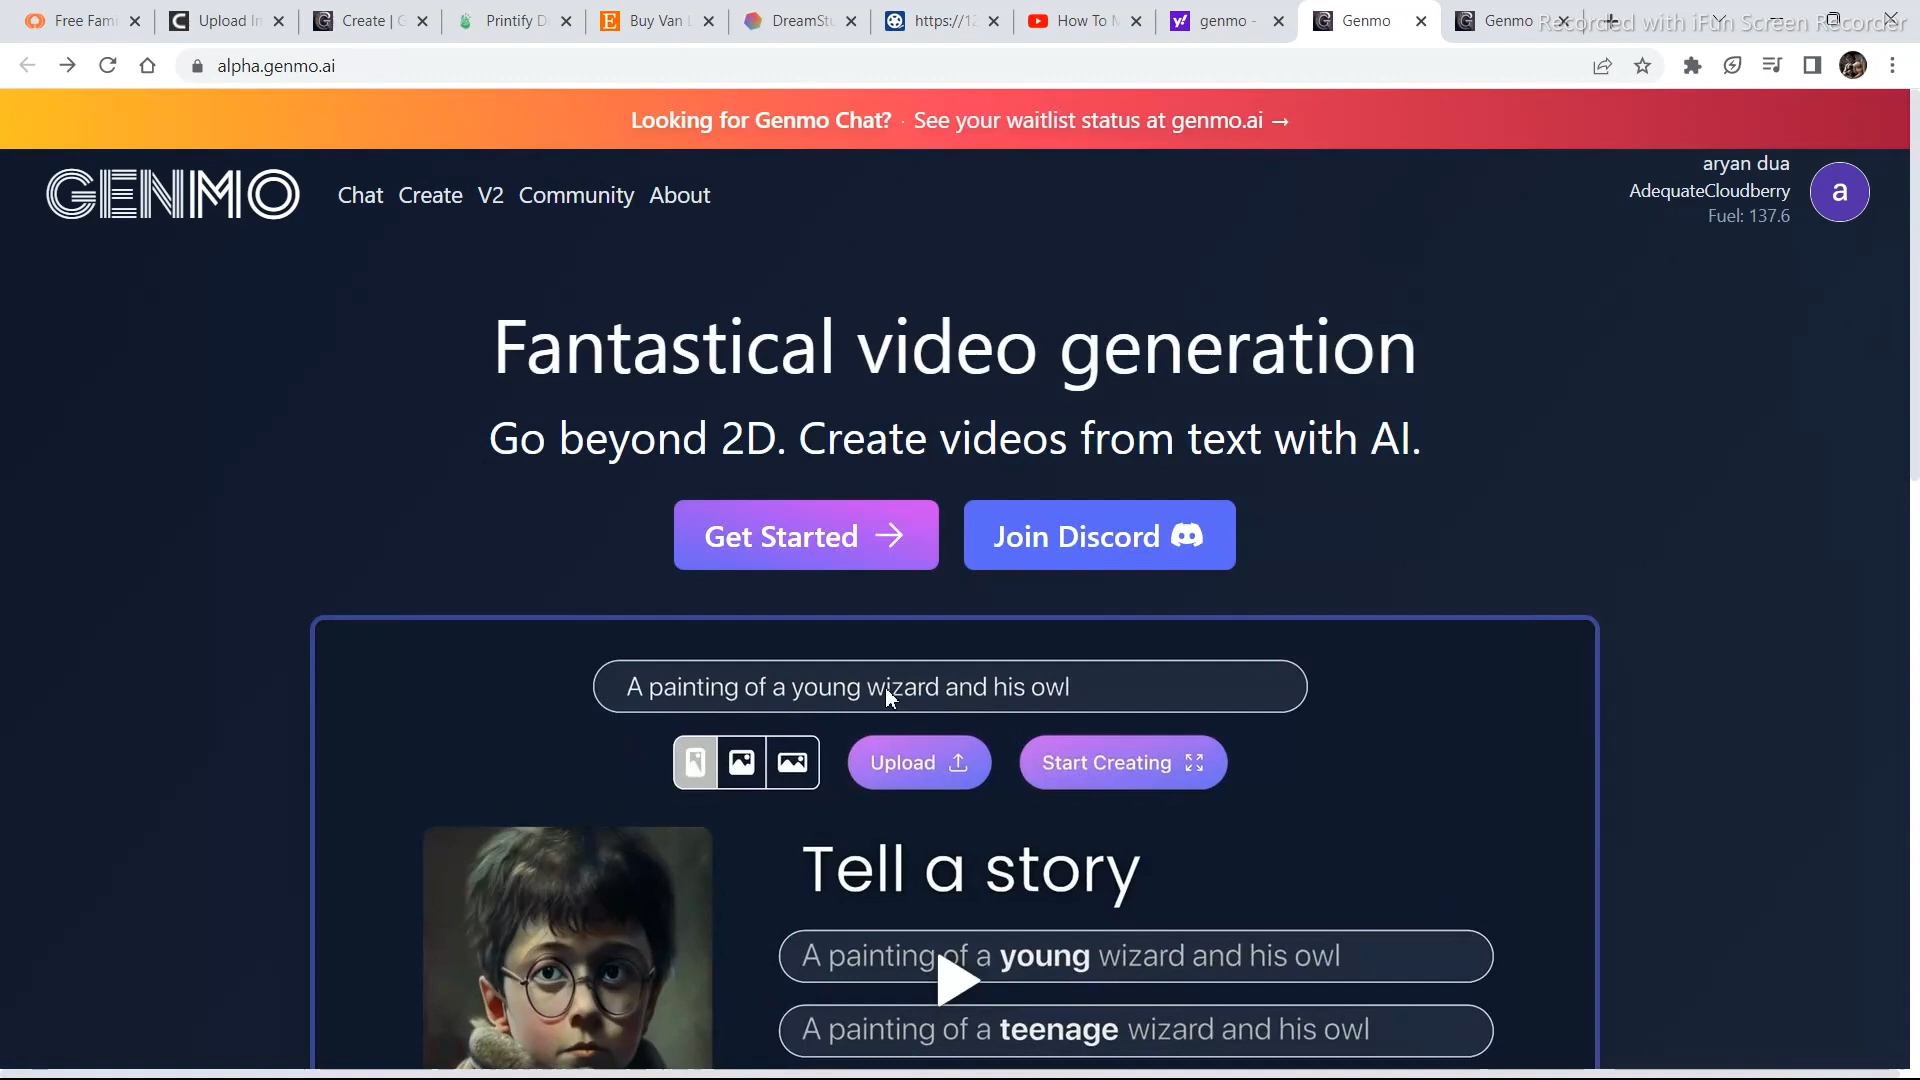 Free Fami
Upload In
Create | G
Printify D
Buy Van L
DreamStu
https://12
How To M
genmo -
Genmo
Genmo
Recorded with iFun Screen Recorder
alpha.genmo.ai
Looking for Genmo Chat? · See your waitlist status at genmo.ai →
GENMO
Chat Create V2 Community About
aryan dua
AdequateCloudberry
Fuel: 137.6
a
Fantastical video generation
Go beyond 2D. Create videos from text with AI.
Get Started →
Join Discord
A painting of a young wizard and his owl
Upload
Start Creating
Tell a story
A painting of a young wizard and his owl
A painting of a teenage wizard and his owl